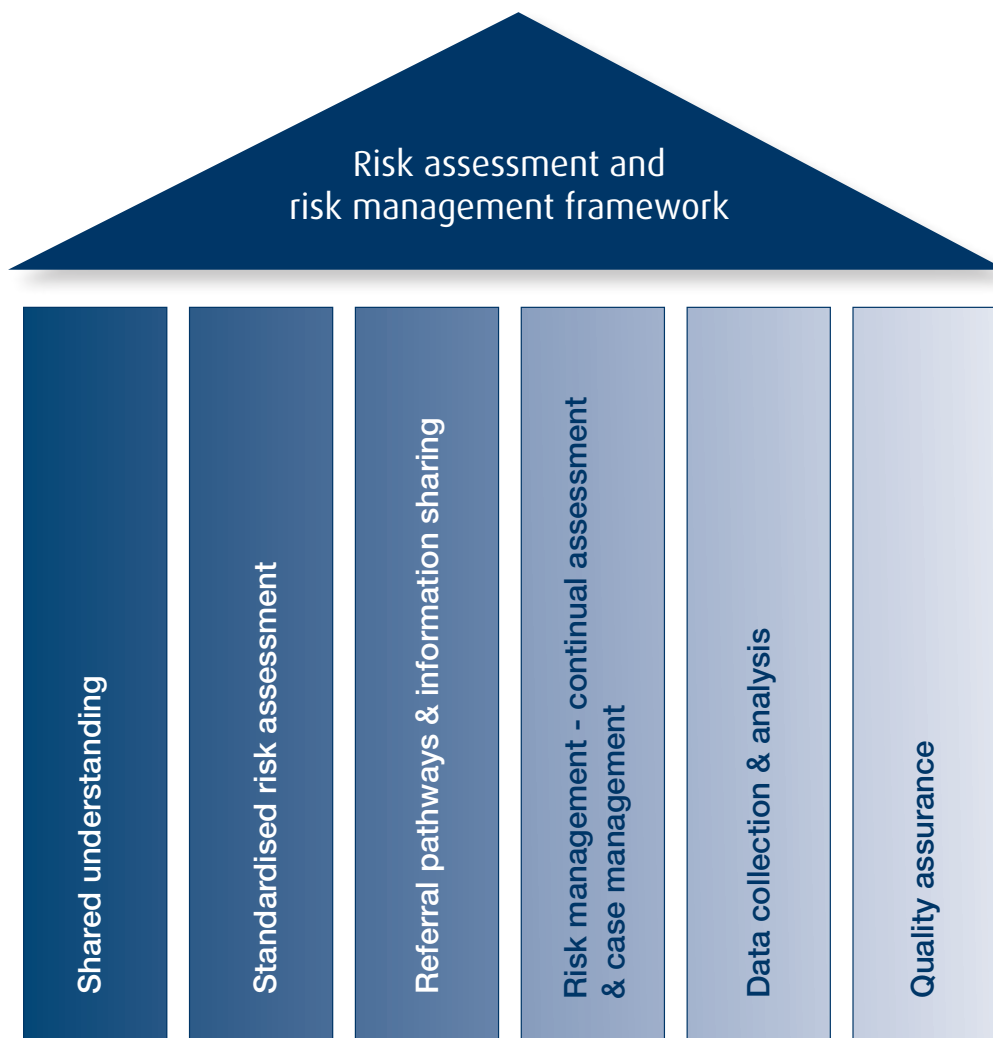 Risk assessment and
risk management framework
Shared understanding
Standardised risk assessment
Referral pathways & information sharing
Risk management - continual assessment
& case management
Data collection & analysis
Quality assurance